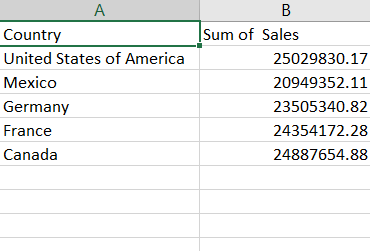 A B
Country Sum of  Sales
United States of America 25029830.17
Mexico 20949352.11
Germany 23505340.82
France 24354172.28
Canada 24887654.88